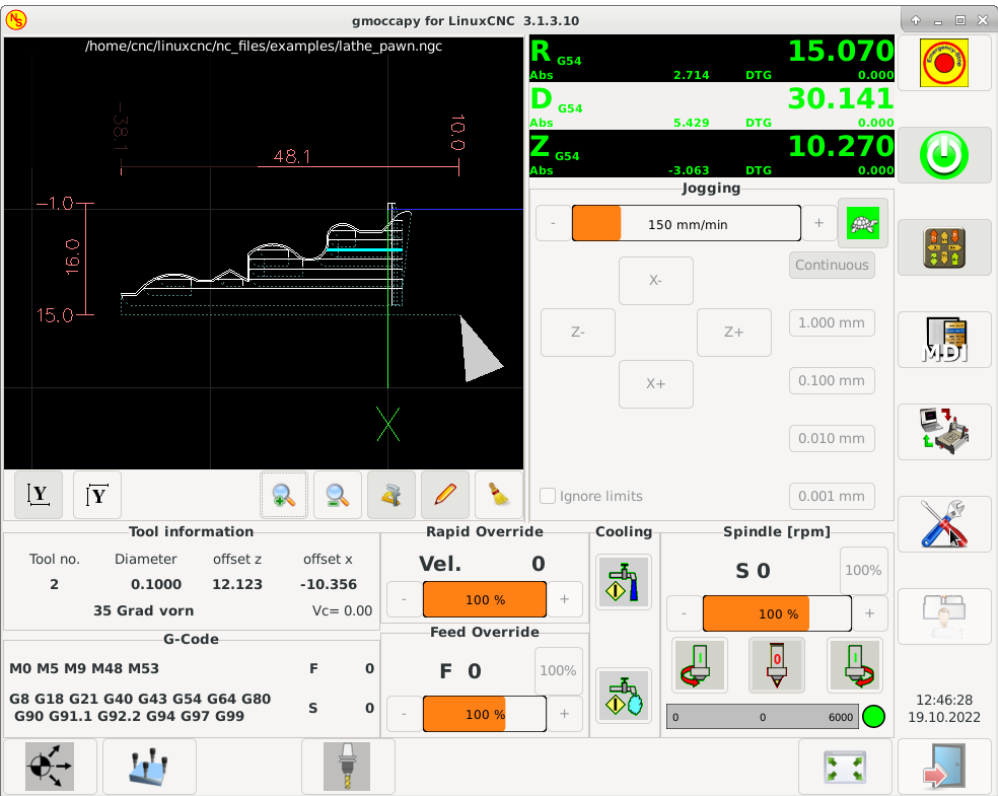 gmoccapy for LinuxCNC 3.1.3.10
/home/cnc/linuxcnc/nc_files/examples/lathe_pawn.ngc
-38.1
10.0
48.1
-1.0
16.0
15.0
X
R G54 15.070
Abs 2.714 DTG 0.000
D G54 30.141
Abs 5.429 DTG 0.000
Z G54 10.270
Abs -3.063 DTG 0.000
Emergency-Stop
Jogging
- 150 mm/min +
Continuous
X-
1.000 mm
Z- Z+
0.100 mm
X+
0.010 mm
Ignore limits
0.001 mm
MDI
Y Y
Tool information
Tool no. Diameter offset z offset x
2 0.1000 12.123 -10.356
35 Grad vorn Vc= 0.00
G-Code
M0 M5 M9 M48 M53 F 0
G8 G18 G21 G40 G43 G54 G64 G80
G90 G91.1 G92.2 G94 G97 G99
S 0
Rapid Override
Vel. 0
- 100 % +
Feed Override
F 0 100%
- 100 % +
Cooling
Spindle [rpm]
S 0 100%
- 100 % +
1 0 1
0 0 6000
12:46:28
19.10.2022